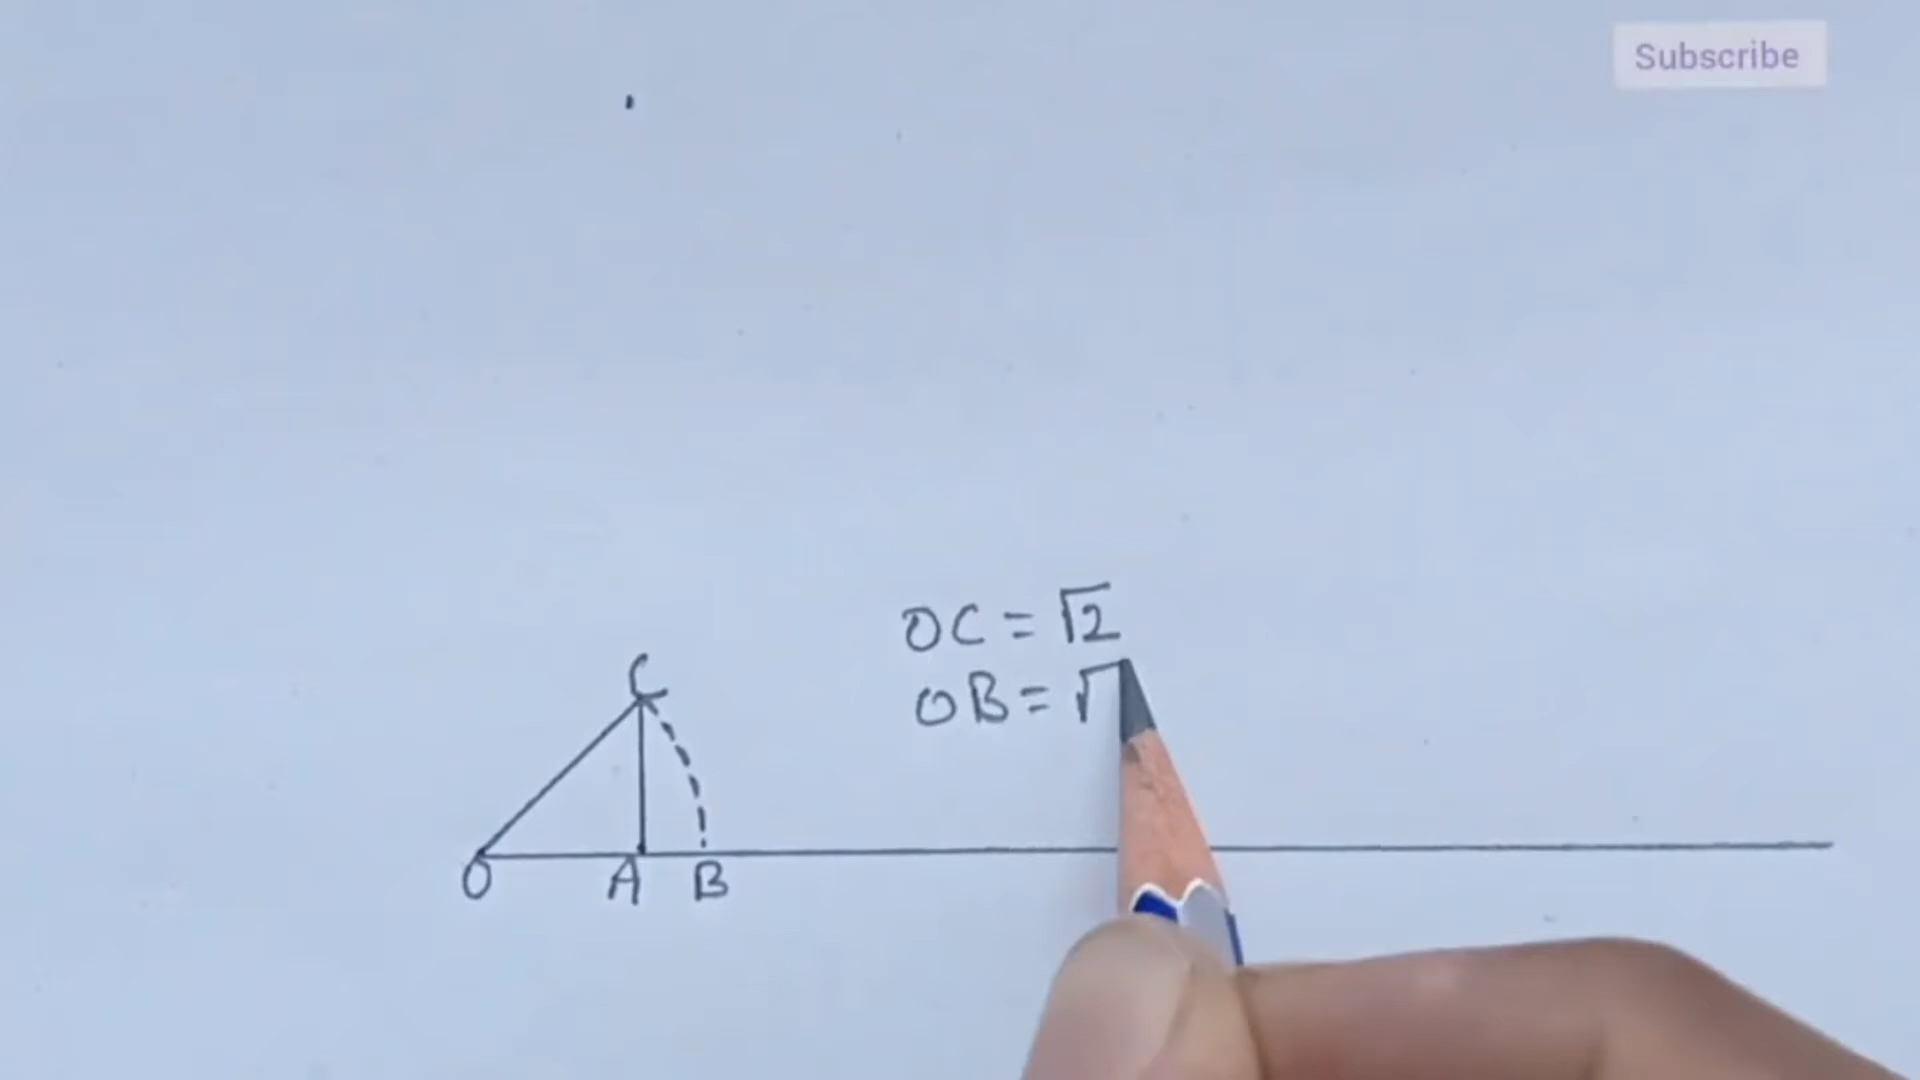 Subscribe
OC = √2
OB = √
C
O A B